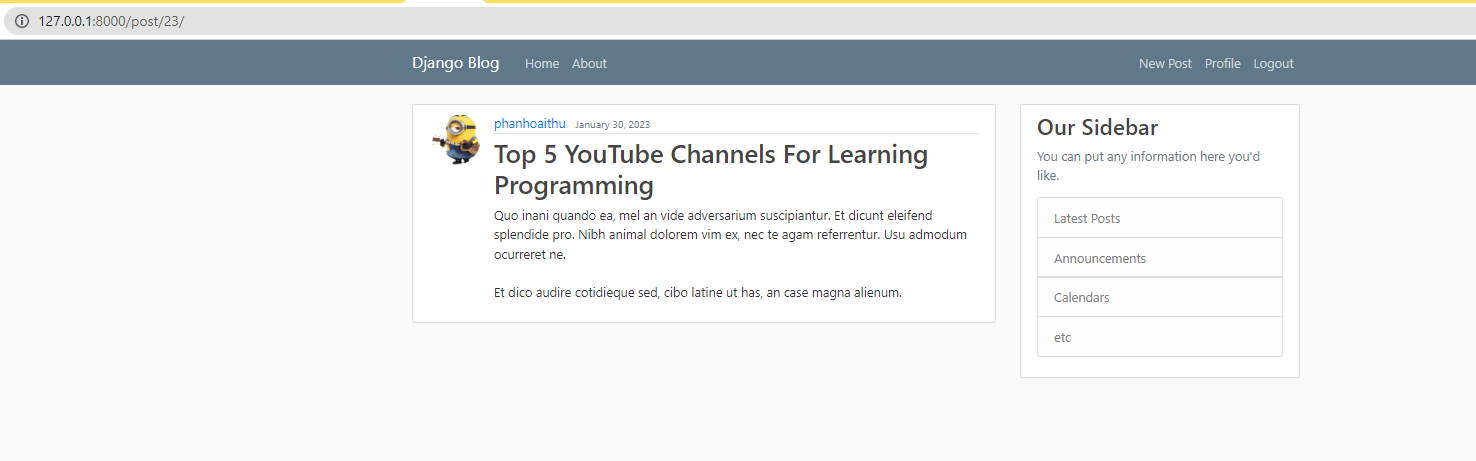 127.0.0.1:8000/post/23/
Django Blog Home About New Post Profile Logout
phanhoaithu January 30, 2023
Top 5 YouTube Channels For Learning
Programming
Quo inani quando ea, mel an vide adversarium suscipiantur. Et dicunt eleifend
splendide pro. Nibh animal dolorem vim ex, nec te agam referrentur. Usu admodum
ocurreret ne.
Et dico audire cotidieque sed, cibo latine ut has, an case magna alienum.
Our Sidebar
You can put any information here you'd
like.
Latest Posts
Announcements
Calendars
etc